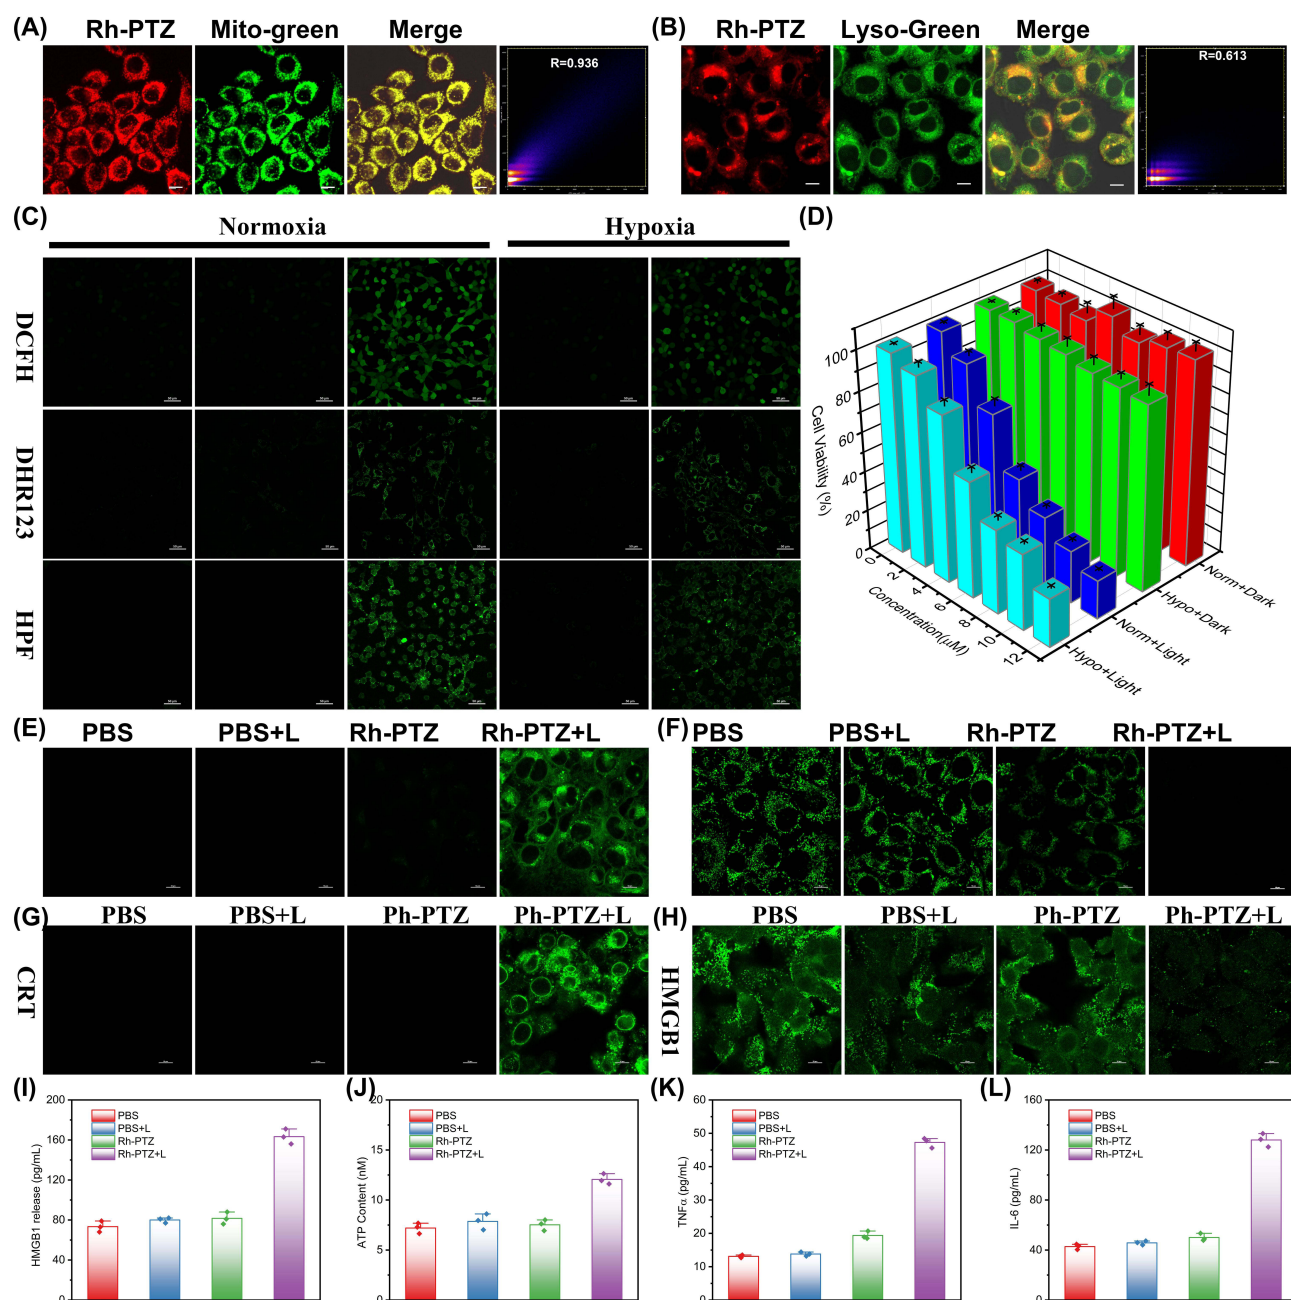 (A) Rh-PTZ Mito-green Merge
R=0.936
(B) Rh-PTZ Lyso-Green Merge
R=0.613
(C) Normoxia Hypoxia
DCFH
DHR123
HPF
(D)
Cell Viability (%)
100
80
60
40
20
0
0 2 4 6 8 10 12
Concentration(μM)
Norm+Dark
Hypo+Dark
Norm+Light
Hypo+Light
(E) PBS PBS+L Rh-PTZ Rh-PTZ+L
(F) PBS PBS+L Rh-PTZ Rh-PTZ+L
(G) PBS PBS+L Ph-PTZ Ph-PTZ+L
CRT
(H) PBS PBS+L Ph-PTZ Ph-PTZ+L
HMGB1
(I)
HMGB1 release (pg/mL)
200
160
120
80
40
0
PBS
PBS+L
Rh-PTZ
Rh-PTZ+L
(J)
ATP Content (nM)
20
15
10
5
0
PBS
PBS+L
Rh-PTZ
Rh-PTZ+L
(K)
TNFα (pg/mL)
60
50
40
30
20
10
0
PBS
PBS+L
Rh-PTZ
Rh-PTZ+L
(L)
IL-6 (pg/mL)
160
120
80
40
0
PBS
PBS+L
Rh-PTZ
Rh-PTZ+L